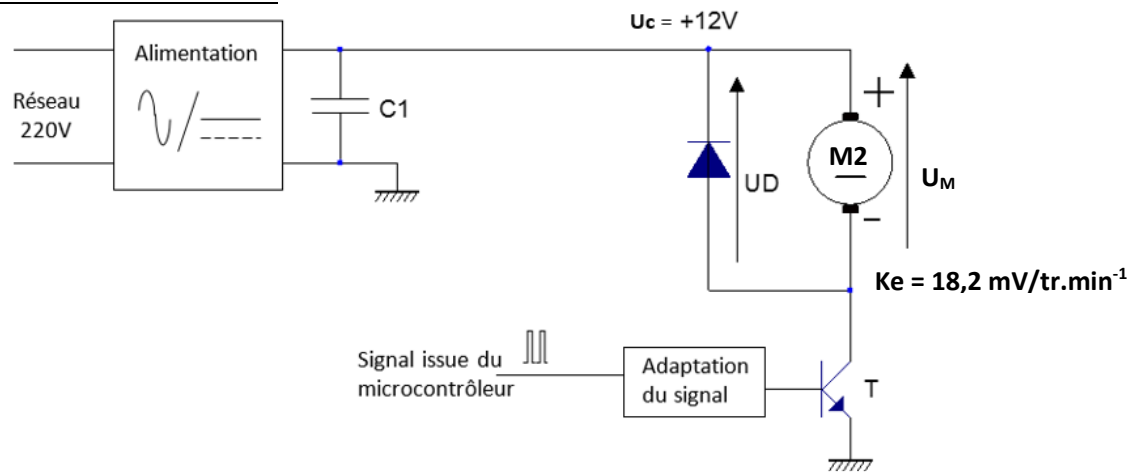 Uc = +12V
Alimentation
Réseau
220V
C1
+
M2
UD
UM
-
Ke = 18,2 mV/tr.min-1
Signal issue du
microcontrôleur
Adaptation
du signal
T